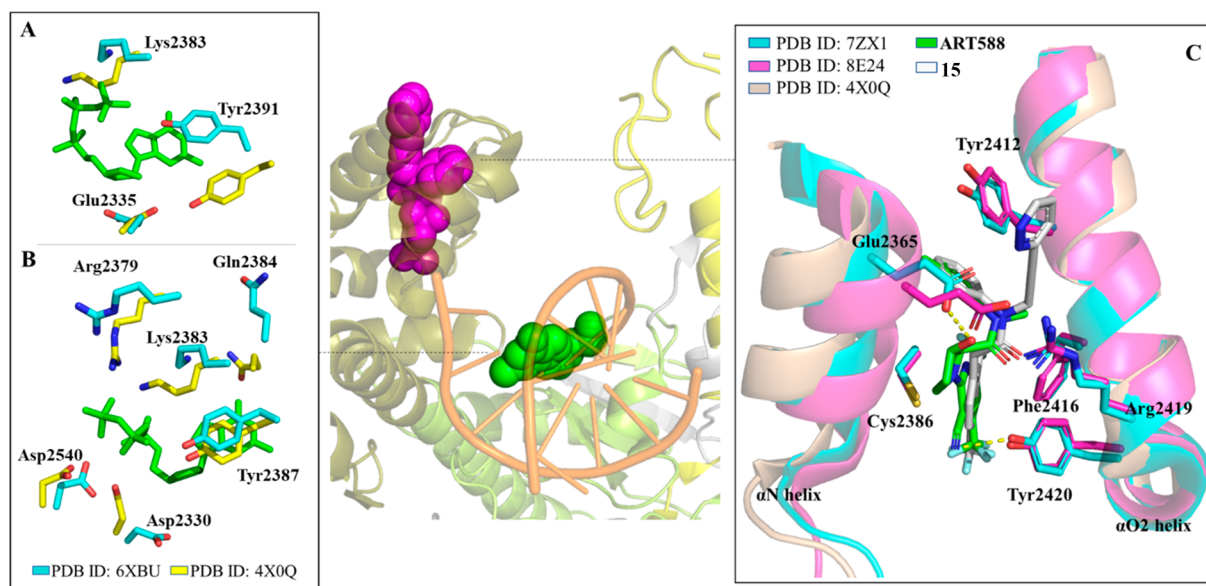 A
Lys2383
Tyr2391
Glu2335
B
Arg2379
Gln2384
Lys2383
Asp2540
Tyr2387
Asp2330
PDB ID: 6XBU PDB ID: 4X0Q
PDB ID: 7ZX1 ART588 C
PDB ID: 8E24 15
PDB ID: 4X0Q
Tyr2412
Glu2365
Cys2386
Phe2416
Arg2419
Tyr2420
αN helix
αO2 helix